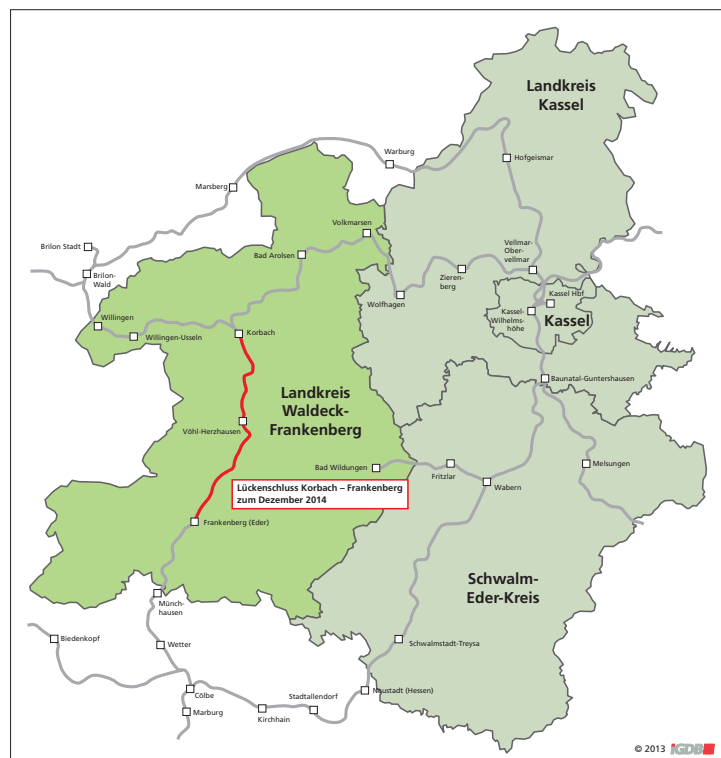 Landkreis
Kassel
Warburg
Hofgeismar
Marsberg
Volkmarsen
Brilon Stadt
Vellmar-
Ober-
vellmar
Bad Arolsen
Brilon-
Wald
Zieren-
berg
Kassel Hbf
Wolfhagen
Kassel-
Wilhelms-
höhe
Kassel
Willingen
Willingen-Usseln
Korbach
Baunatal-Guntershausen
Landkreis
Waldeck-
Frankenberg
Vöhl-Herzhausen
Bad Wildungen
Fritzlar
Melsungen
Wabern
Lückenschluss Korbach – Frankenberg
zum Dezember 2014
Frankenberg (Eder)
Schwalm-
Eder-Kreis
Münch-
hausen
Biedenkopf
Wetter
Schwalmstadt-Treysa
Cölbe
Stadtallendorf
Neustadt (Hessen)
Marburg
Kirchhain
© 2013 IGDB